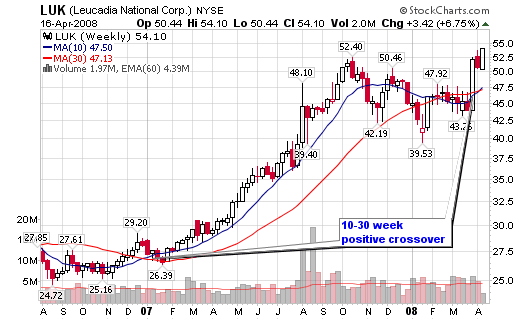 LUK (Leucadia National Corp.) NYSE © StockCharts.com
16-Apr-2008 Op 50.44 Hi 54.10 Lo 50.44 Cl 54.10 Vol 2.0M Chg +3.42 (+6.75%)
LUK (Weekly) 54.10
MA(10) 47.50
MA(30) 47.13
Volume 1.97M, EMA(60) 4.39M
52.40
50.46
48.10
47.92
55.0
52.5
50.0
47.5
45.0
42.5
40.0
37.5
35.0
32.5
30.0
27.5
25.0
43.26
42.19
39.40
39.53
20M
15M
10M
5M
10-30 week
positive crossover
29.20
27.85
27.61
26.39
24.72
25.16
A S O N D 07 F M A M J J A S O N D 08 F M A